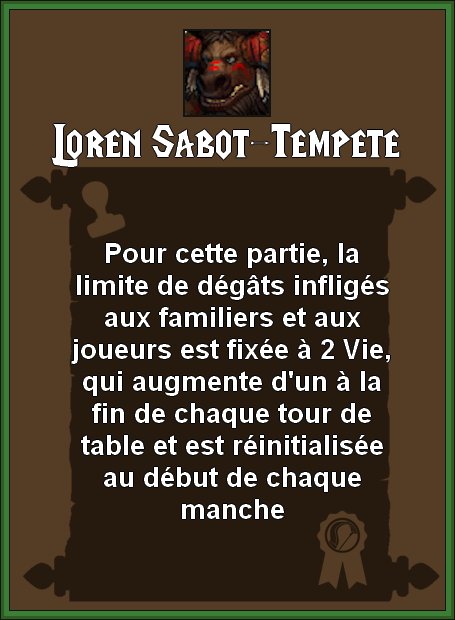 Loren Sabot-Tempete
Pour cette partie, la
limite de dégâts infligés
aux familiers et aux
joueurs est fixée à 2 Vie,
qui augmente d'un à la
fin de chaque tour de
table et est réinitialisée
au début de chaque
manche